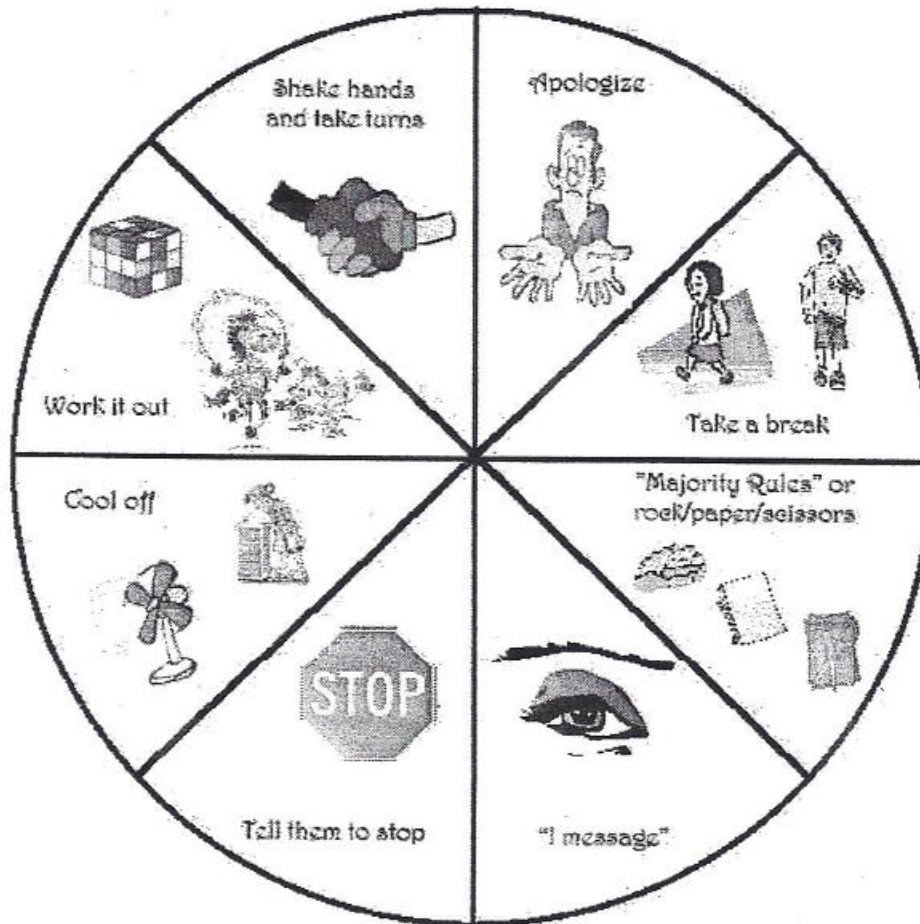 Shake hands
and take turns
Apologize
Work it out
Take a break
Cool off
"Majority Rules" or
rock/paper/scissors
STOP
Tell them to stop
"I message"